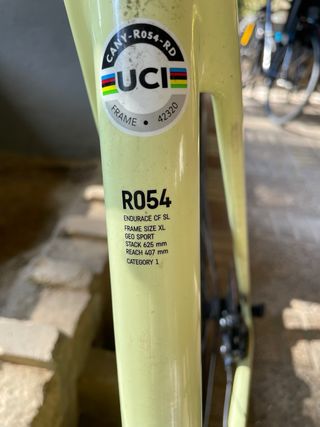 CANY-R054-RD
UCI
FRAME • 42320
R054
ENDURACE CF SL
FRAME SIZE XL
GEO SPORT
STACK 625 mm
REACH 407 mm
CATEGORY 1